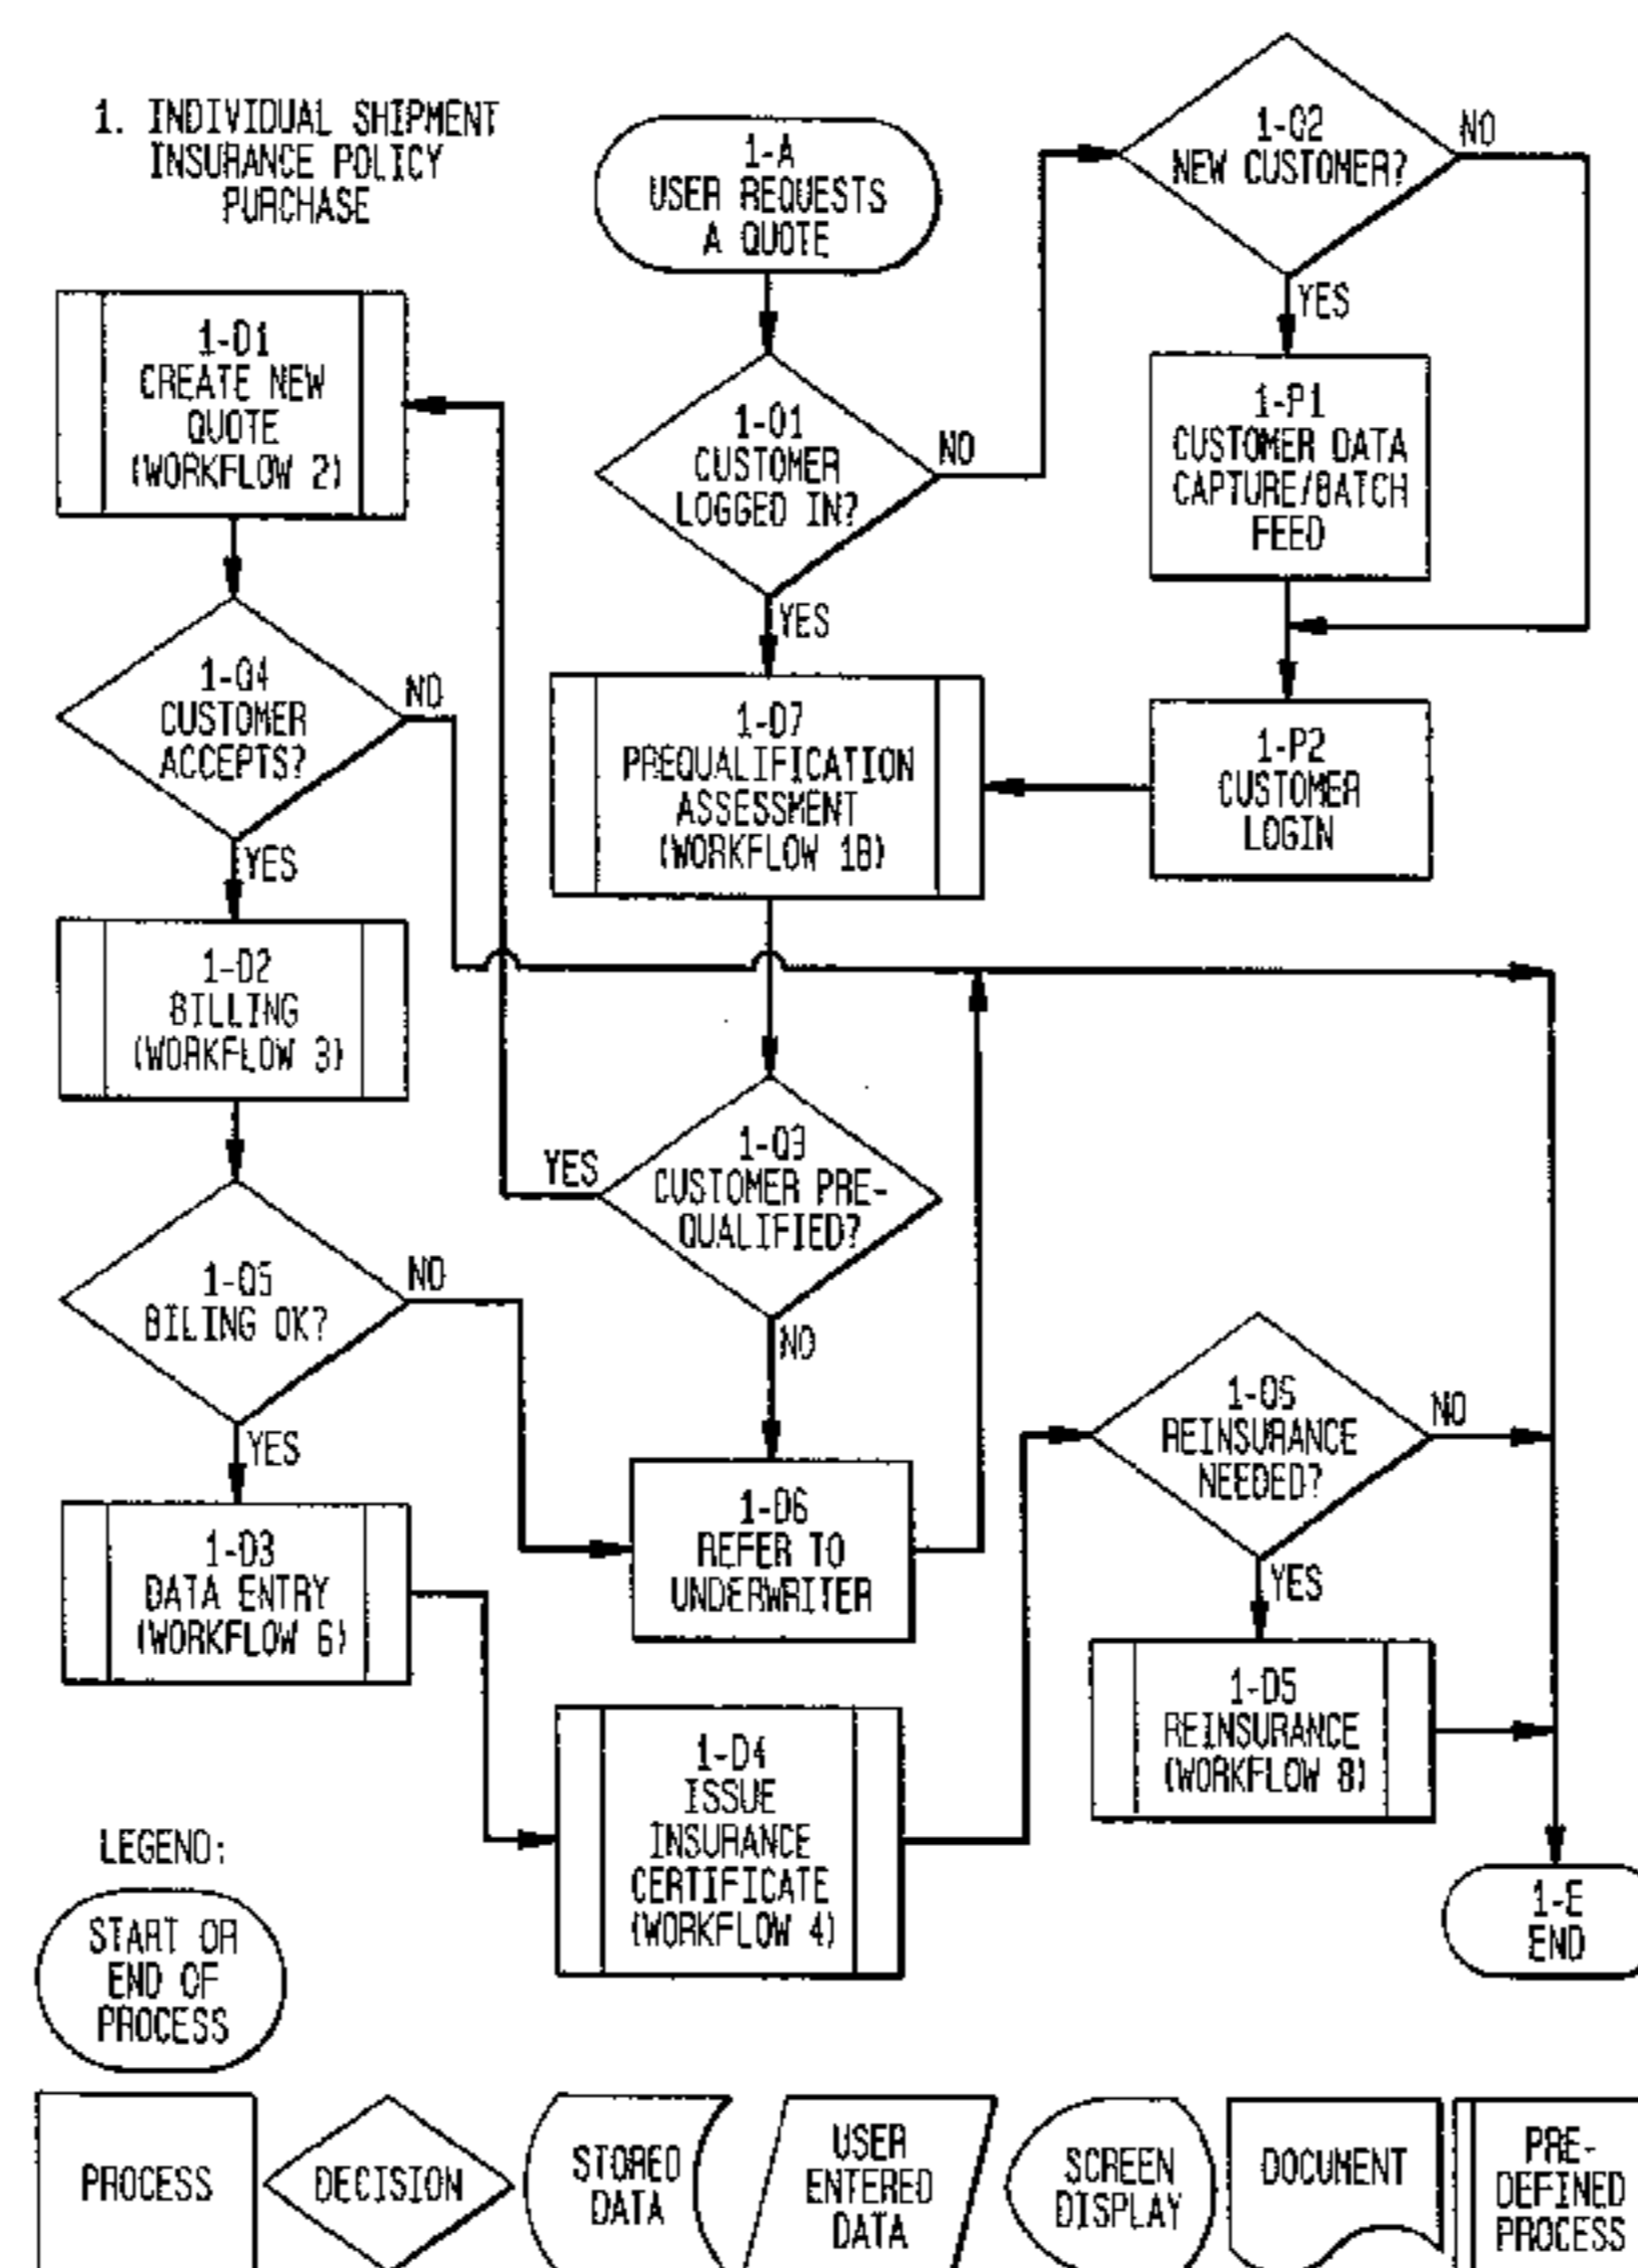 1. INDIVIDUAL SHIPMENT
INSURANCE POLICY
PURCHASE
1-A
USER REQUESTS
A QUOTE
1-Q2
NEW CUSTOMER?
NO
YES
1-D1
CREATE NEW
QUOTE
(WORKFLOW 2)
1-Q1
CUSTOMER
LOGGED IN?
NO
YES
1-P1
CUSTOMER DATA
CAPTURE/BATCH
FEED
1-Q4
CUSTOMER
ACCEPTS?
NO
YES
1-D7
PREQUALIFICATION
ASSESSMENT
(WORKFLOW 1B)
1-P2
CUSTOMER
LOGIN
1-D2
BILLING
(WORKFLOW 3)
1-Q3
CUSTOMER PRE-
QUALIFIED?
YES
NO
1-Q5
BILING OK?
NO
YES
1-Q6
REINSURANCE
NEEDED?
NO
YES
1-D3
DATA ENTRY
(WORKFLOW 6)
1-D6
REFER TO
UNDERWRITER
1-D5
REINSURANCE
(WORKFLOW 8)
1-D4
ISSUE
INSURANCE
CERTIFICATE
(WORKFLOW 4)
1-E
END
LEGEND:
START OR
END OF
PROCESS
PROCESS
DECISION
STORED
DATA
USER
ENTERED
DATA
SCREEN
DISPLAY
DOCUMENT
PRE-
DEFINED
PROCESS